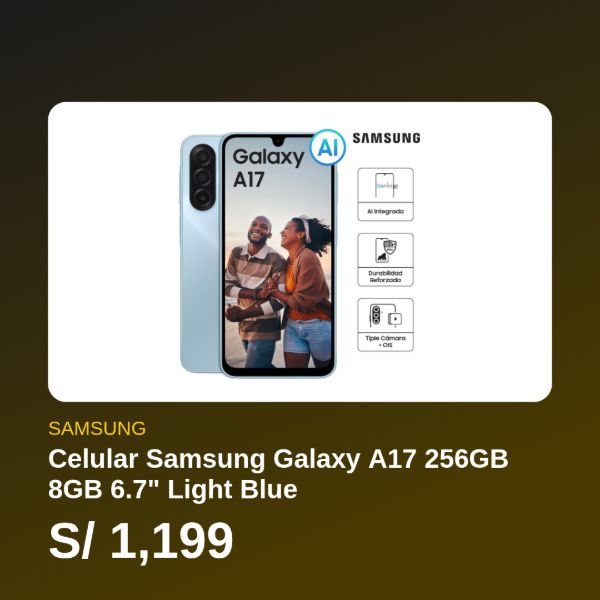 Galaxy
A17
AI
SAMSUNG
AI Integrada
Durabilidad
Reforzada
Tiple Cámara
+ OIS
SAMSUNG
Celular Samsung Galaxy A17 256GB
8GB 6.7" Light Blue
S/ 1,199